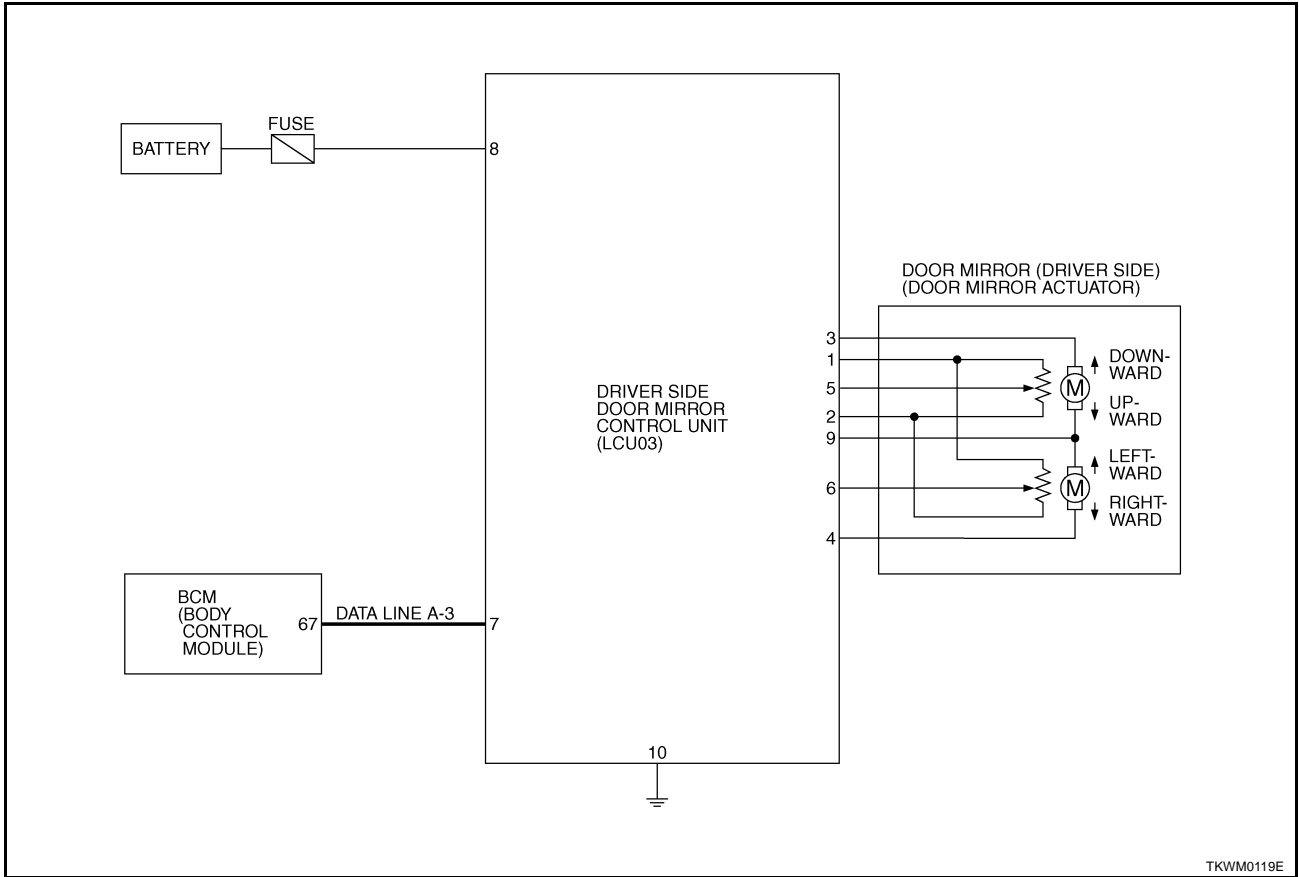 FUSE
BATTERY
8
DOOR MIRROR (DRIVER SIDE)
(DOOR MIRROR ACTUATOR)
3
1
5
2
9
6
4
DOWN-
WARD
M
UP-
WARD
LEFT-
WARD
M
RIGHT-
WARD
DRIVER SIDE
DOOR MIRROR
CONTROL UNIT
(LCU03)
BCM
(BODY
CONTROL
MODULE)
67
DATA LINE A-3
7
10
TKWM0119E